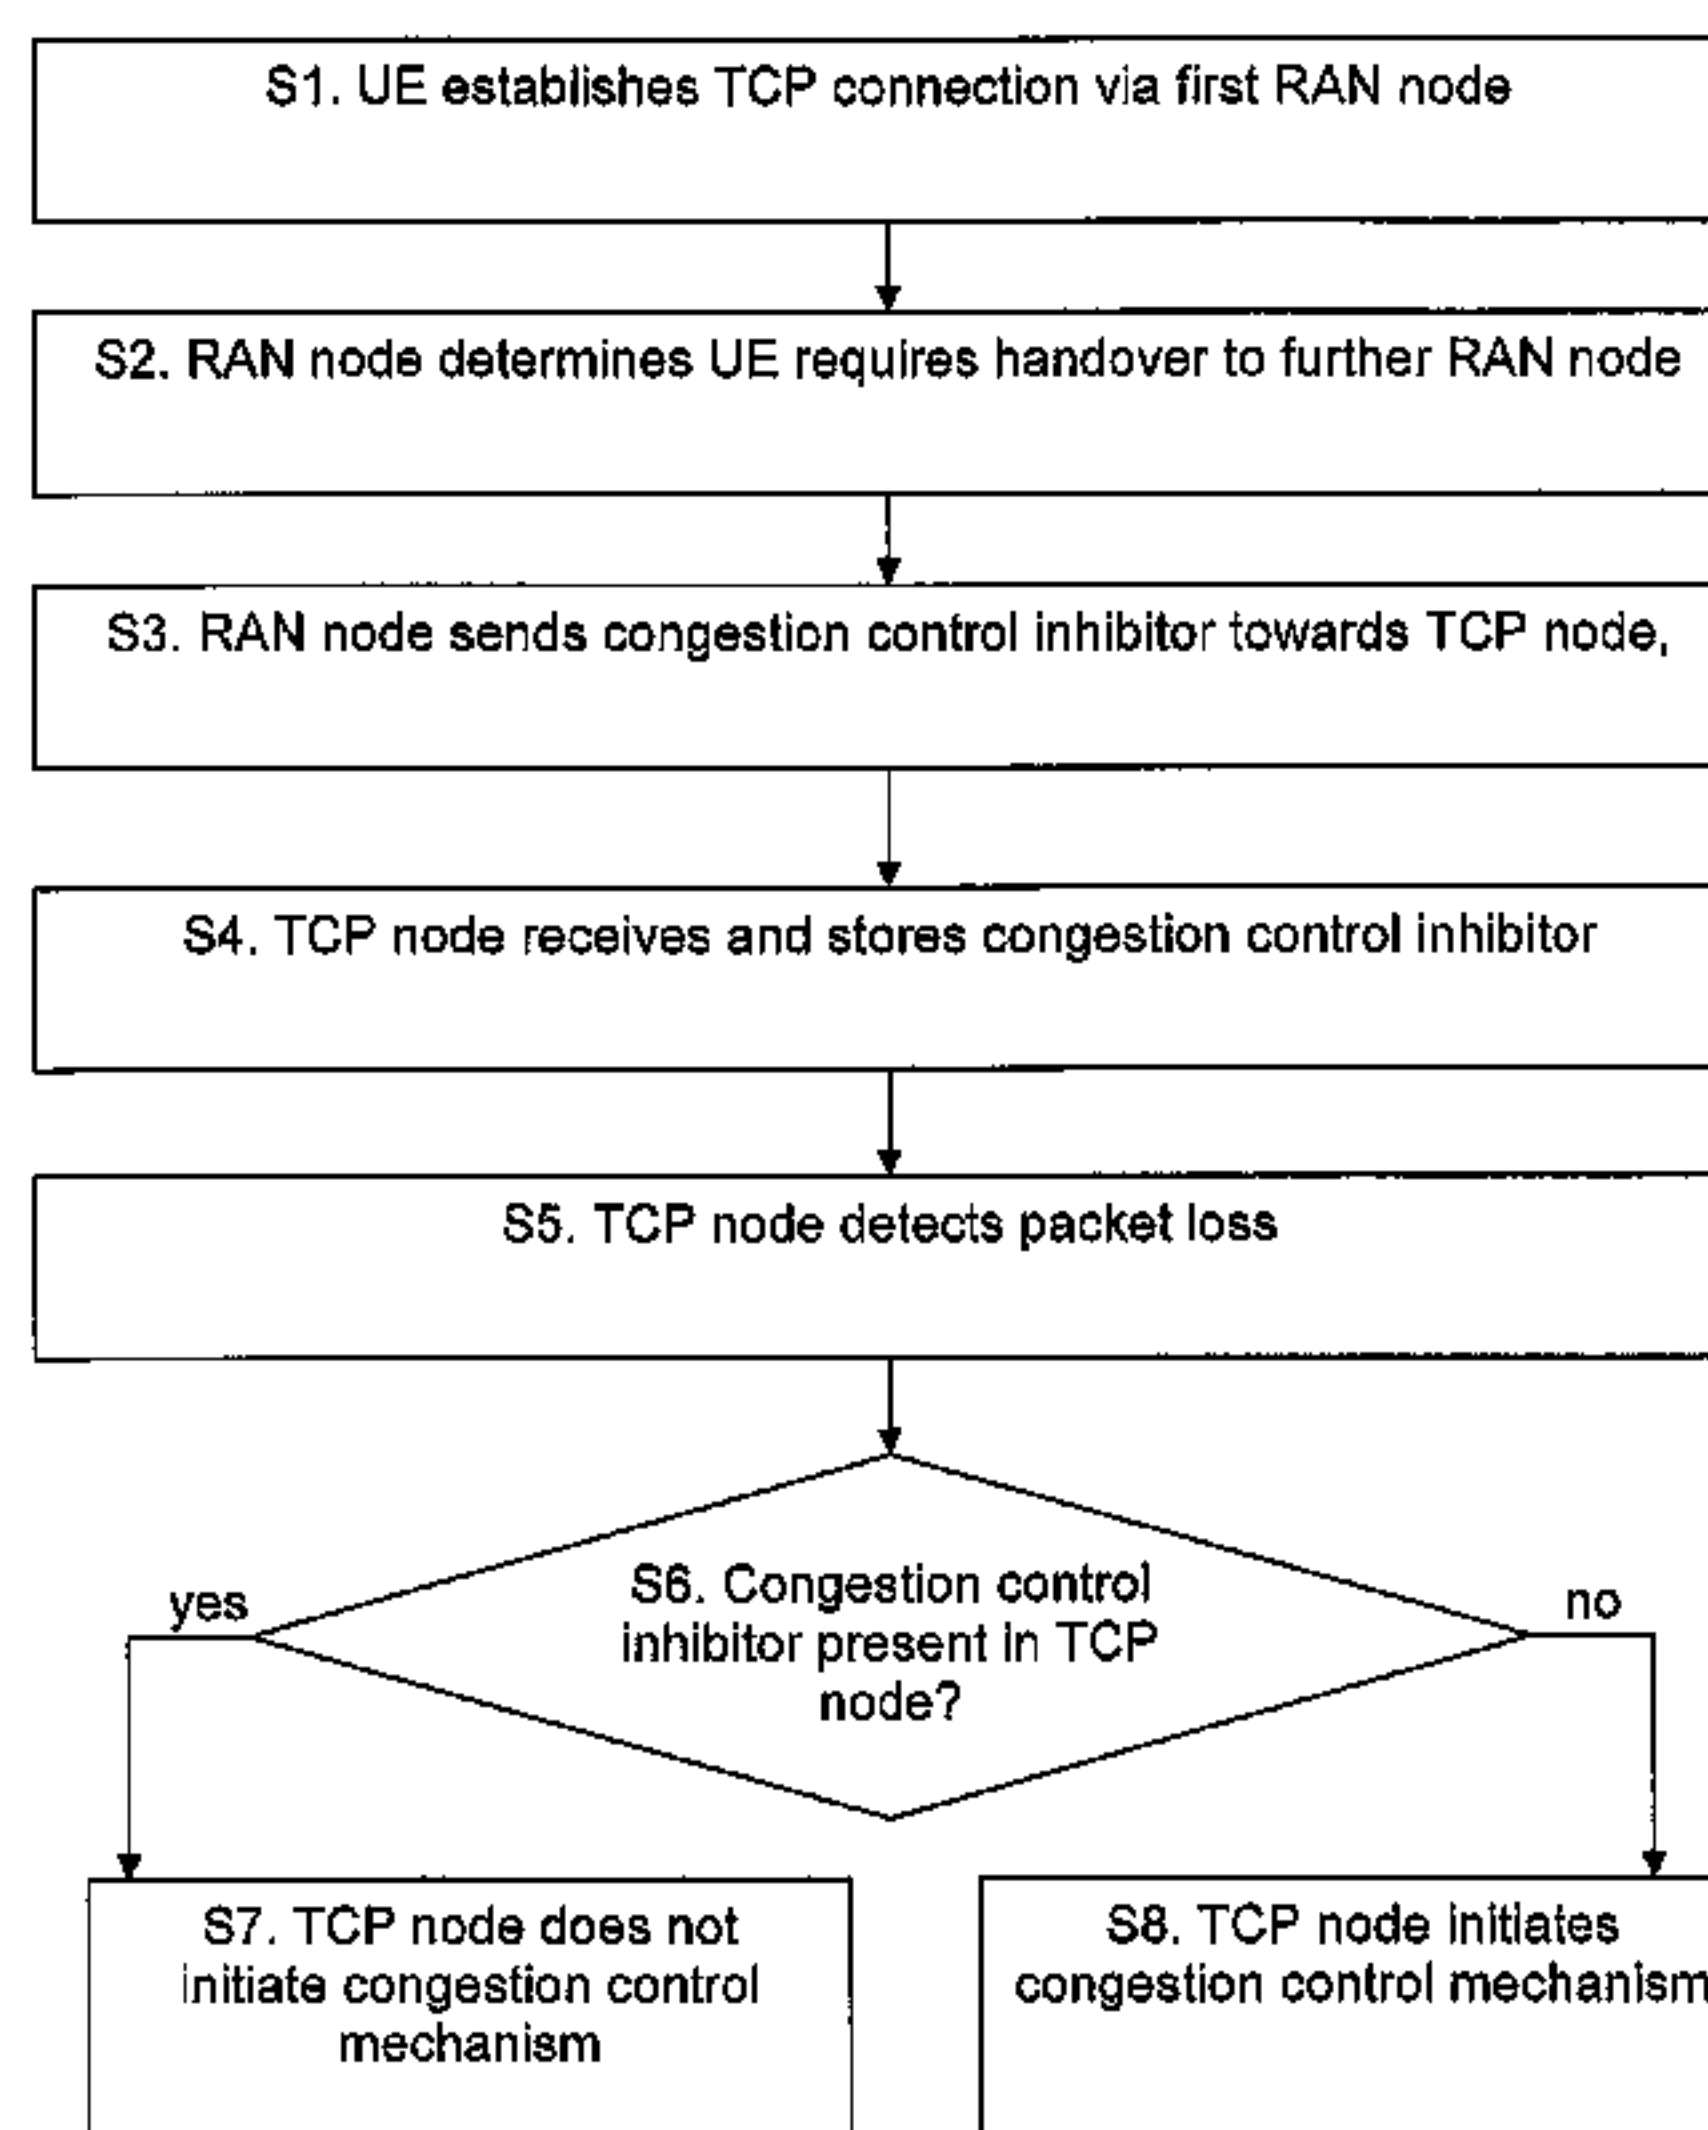 S1. UE establishes TCP connection via first RAN node
S2. RAN node determines UE requires handover to further RAN node
S3. RAN node sends congestion control inhibitor towards TCP node,
S4. TCP node receives and stores congestion control inhibitor
S5. TCP node detects packet loss
S6. Congestion control
inhibitor present in TCP
node?
yes
no
S7. TCP node does not
initiate congestion control
mechanism
S8. TCP node initiates
congestion control mechanism